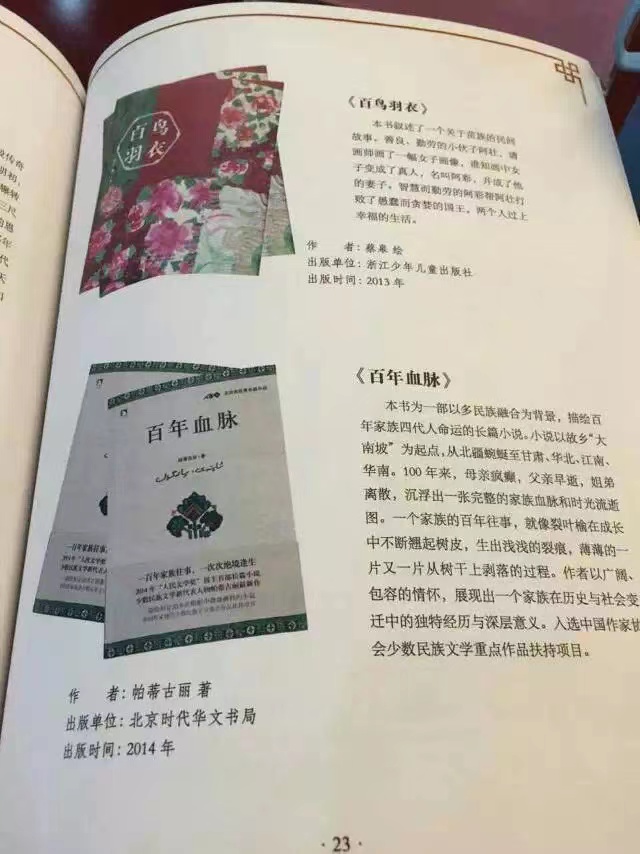 百鸟
羽衣
《百鸟羽衣》
本书叙述了一个关于苗族的民间
故事，善良、勤劳的小伙子阿壮，请
画师画了一幅女子画像，谁知画中女
子变成了真人，名叫阿彩，并成了他
的妻子，智慧而勤劳的阿彩帮阿壮打
败了愚蠢而贪婪的国王，两个人过上
幸福的生活。
作 者：蔡皋 绘
出版单位：浙江少年儿童出版社
出版时间：2013 年
百年血脉
一百年家族往事，一次次绝境逢生
《百年血脉》
本书为一部以多民族融合为背景，描绘百
年家族四代人命运的长篇小说。小说以故乡“大
南坡”为起点，从北疆蜿蜒至甘肃、华北、江南、
华南。100 年来，母亲疯癫，父亲早逝，姐弟
离散，沉浮出一张完整的家族血脉和时光流逝
图。一个家族的百年往事，就像裂叶榆在成长
中不断翘起树皮，生出浅浅的裂痕，薄薄的一
片又一片从树干上剥落的过程。作者以广阔、
包容的情怀，展现出一个家族在历史与社会变
迁中的独特经历与深层意义。入选中国作家协
会少数民族文学重点作品扶持项目。
作 者：帕蒂古丽 著
出版单位：北京时代华文书局
出版时间：2014 年
· 23 ·